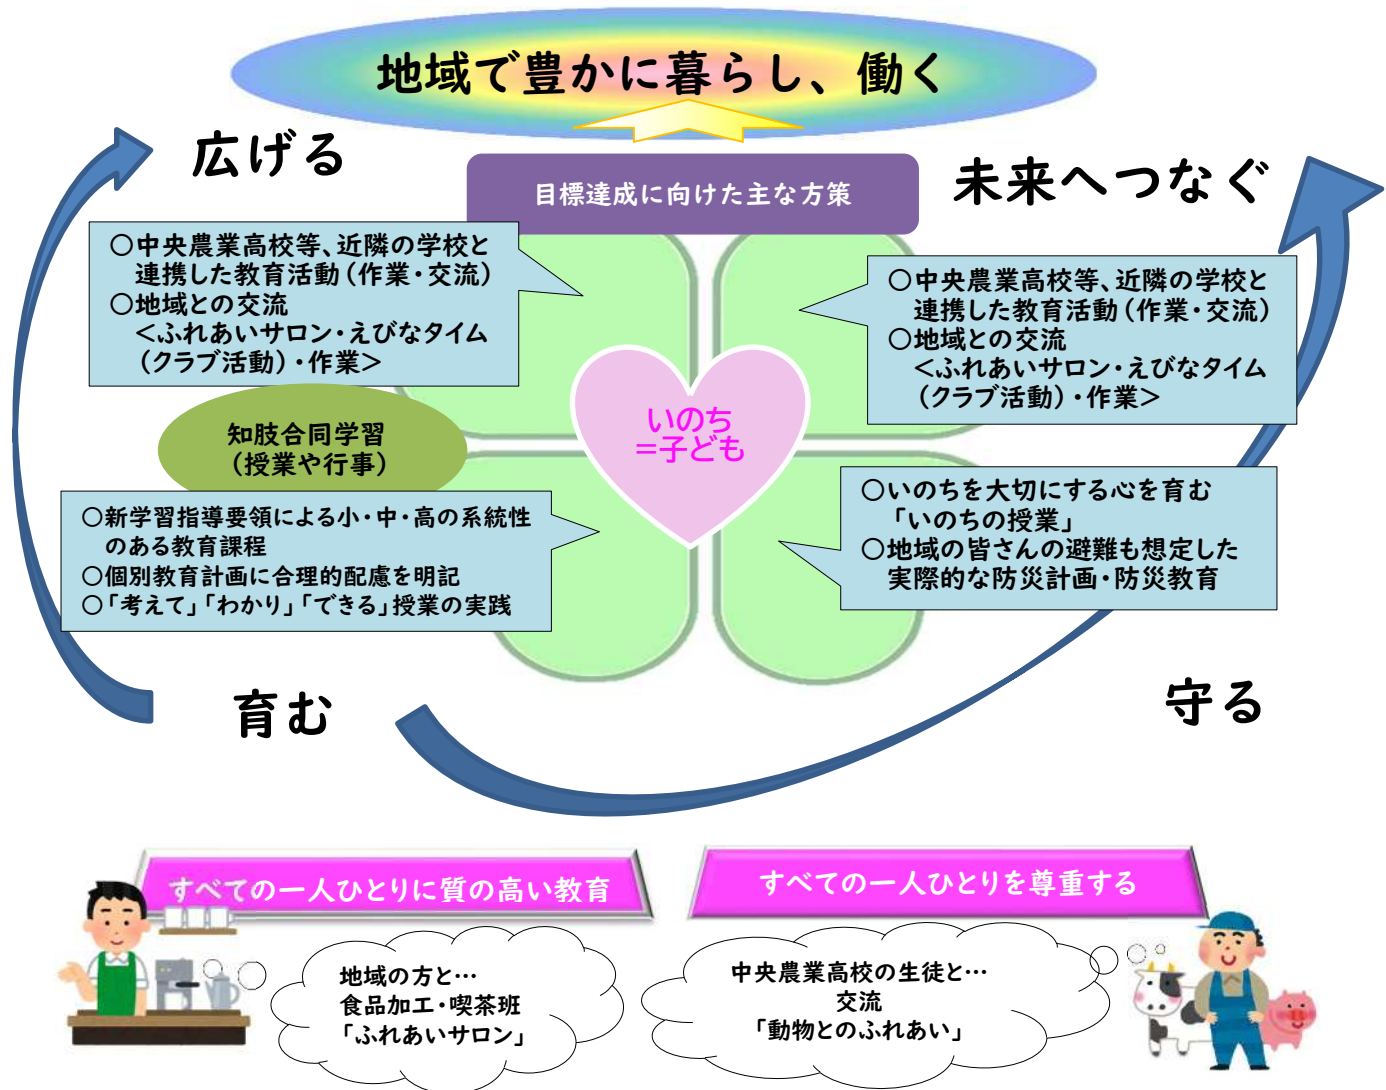 地域で豊かに暮らし、働く
広げる
目標達成に向けた主な方策
未来へつなぐ
○中央農業高校等、近隣の学校と
連携した教育活動(作業・交流)
○地域との交流
<ふれあいサロン・えびなタイム
(クラブ活動)・作業>
○中央農業高校等、近隣の学校と
連携した教育活動(作業・交流)
○地域との交流
<ふれあいサロン・えびなタイム
(クラブ活動)・作業>
いのち
=子ども
知肢合同学習
(授業や行事)
○新学習指導要領による小・中・高の系統性
のある教育課程
○個別教育計画に合理的配慮を明記
○「考えて」「わかり」「できる」授業の実践
○いのちを大切にする心を育む
「いのちの授業」
○地域の皆さんの避難も想定した
実際的な防災計画・防災教育
育む
守る
すべての一人ひとりに質の高い教育
すべての一人ひとりを尊重する
地域の方と…
食品加工・喫茶班
「ふれあいサロン」
中央農業高校の生徒と…
交流
「動物とのふれあい」